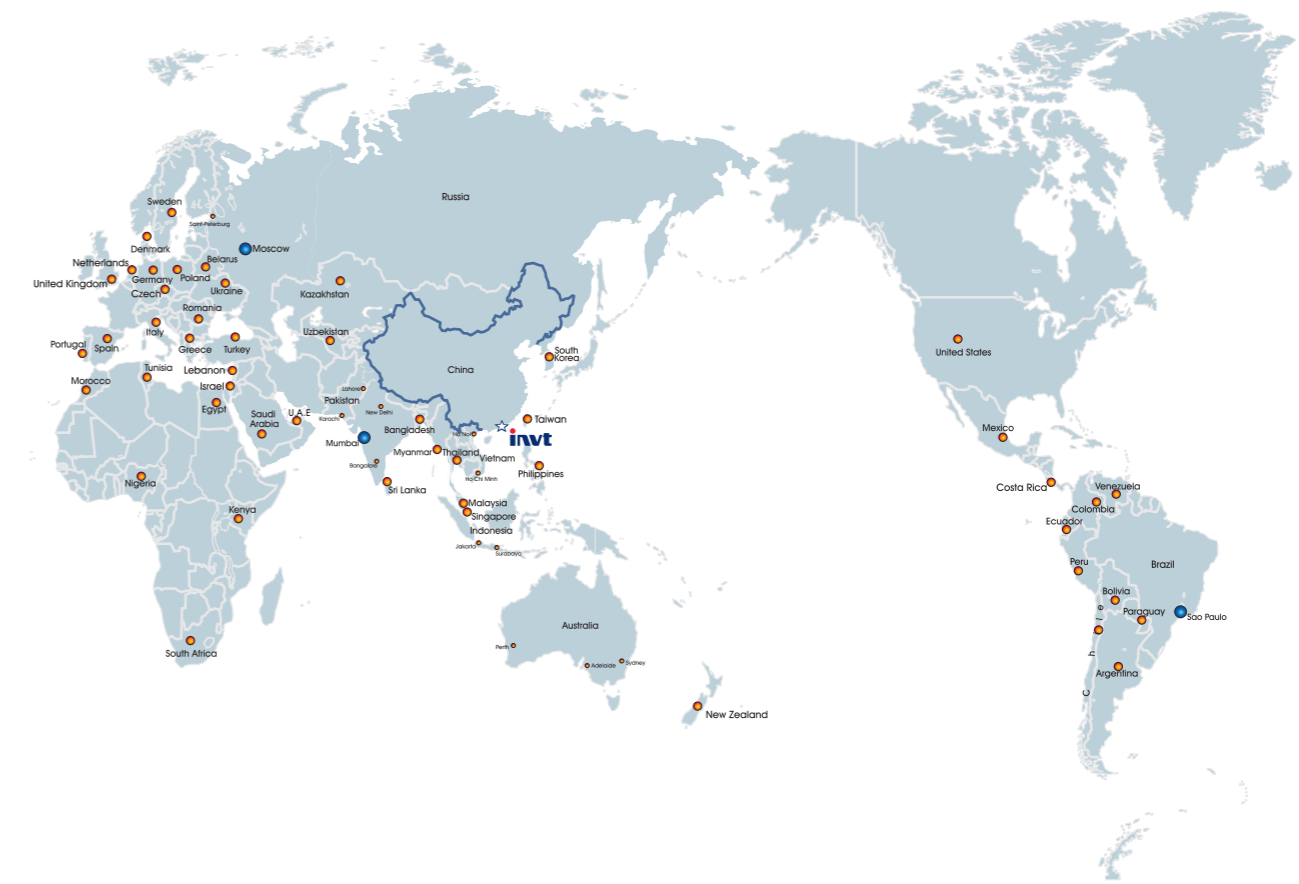 Russia
Sweden
Saint-Peterburg
Denmark
Moscow
Netherlands
Belarus
United Kingdom
Germany
Poland
Czech
Ukraine
Kazakhstan
Romania
Italy
Uzbekistan
Portugal
Spain
Greece
Turkey
South
Korea
Tunisia
Lebanon
China
Morocco
Israel
Lahore
Egypt
Pakistan
New Delhi
Saudi
Arabia
U.A.E
Karachi
Taiwan
Bangladesh
Ha Noi
invt
Mumbai
Myanmar
Thailand
Vietnam
Bangalore
Philippines
Ho Chi Minh
Nigeria
Sri Lanka
Malaysia
Singapore
Kenya
Indonesia
Jakarta
Surabaya
South Africa
Australia
Perth
Adelaide
Sydney
New Zealand
United States
Mexico
Costa Rica
Venezuela
Colombia
Ecuador
Peru
Brazil
Bolivia
Paraguay
Sao Paulo
Chile
Argentina